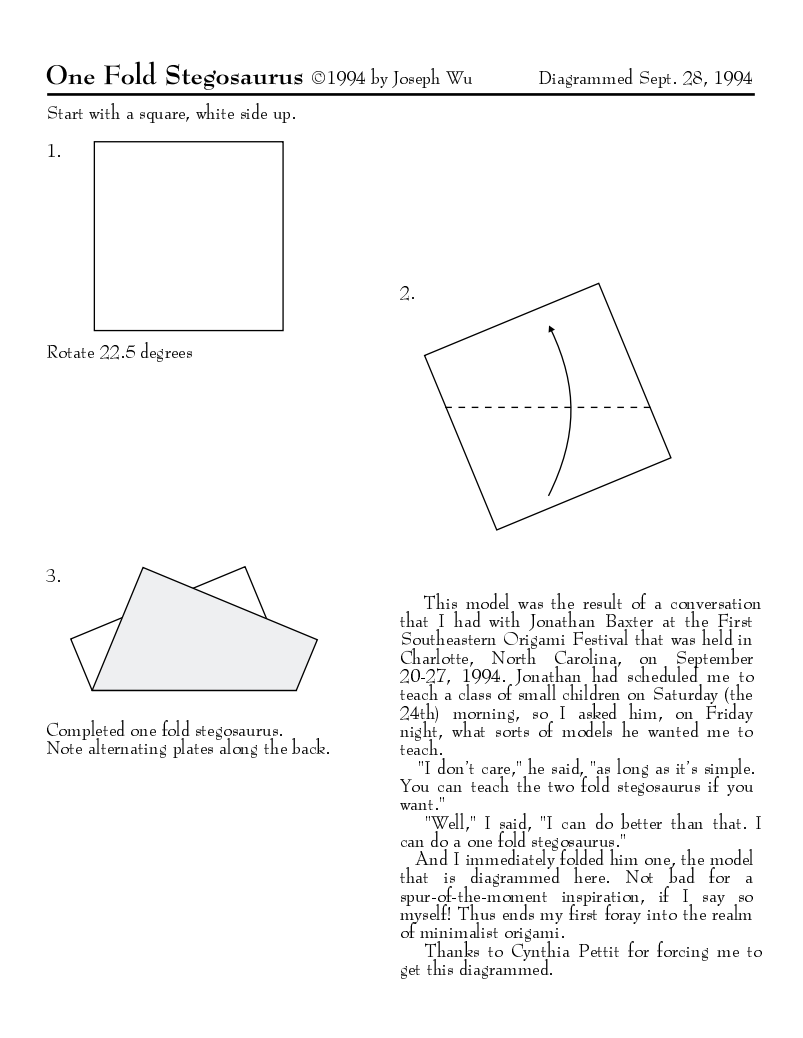 One Fold Stegosaurus ©1994 by Joseph Wu Diagrammed Sept. 28, 1994
Start with a square, white side up.
1.
Rotate 22.5 degrees
2.
3.
Completed one fold stegosaurus.
Note alternating plates along the back.
This model was the result of a conversation
that I had with Jonathan Baxter at the First
Southeastern Origami Festival that was held in
Charlotte, North Carolina, on September
20-27, 1994. Jonathan had scheduled me to
teach a class of small children on Saturday (the
24th) morning, so I asked him, on Friday
night, what sorts of models he wanted me to
teach.
"I don't care," he said, "as long as it's simple.
You can teach the two fold stegosaurus if you
want."
"Well," I said, "I can do better than that. I
can do a one fold stegosaurus."
And I immediately folded him one, the model
that is diagrammed here. Not bad for a
spur-of-the-moment inspiration, if I say so
myself! Thus ends my first foray into the realm
of minimalist origami.
Thanks to Cynthia Pettit for forcing me to
get this diagrammed.